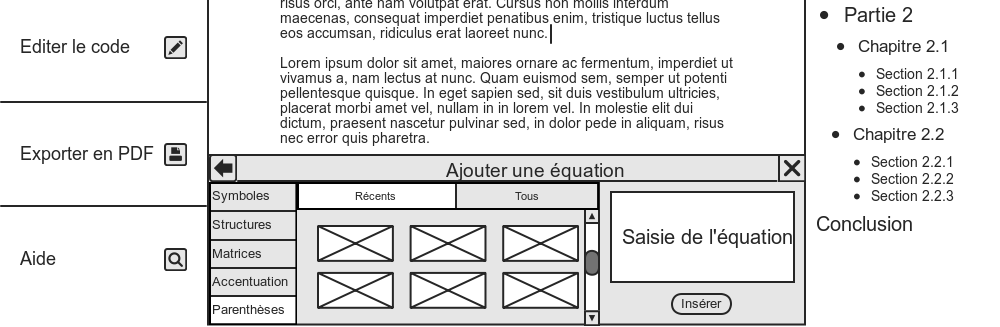 Editer le code
Exporter en PDF
Aide
risus orci, ante nam volutpat erat. Cursus non mollis interdum
maecenas, consequat imperdiet penatibus enim, tristique luctus tellus
eos accumsan, ridiculus erat laoreet nunc.
Lorem ipsum dolor sit amet, maiores ornare ac fermentum, imperdiet ut
vivamus a, nam lectus at nunc. Quam euismod sem, semper ut potenti
pellentesque quisque. In eget sapien sed, sit duis vestibulum ultricies,
placerat morbi amet vel, nullam in in lorem vel. In molestie elit dui
dictum, praesent nascetur pulvinar sed, in dolor pede in aliquam, risus
nec error quis pharetra.
Ajouter une équation
Symboles
Structures
Matrices
Accentuation
Parenthèses
Récents
Tous
Saisie de l'équation
Insérer
Partie 2
Chapitre 2.1
Section 2.1.1
Section 2.1.2
Section 2.1.3
Chapitre 2.2
Section 2.2.1
Section 2.2.2
Section 2.2.3
Conclusion